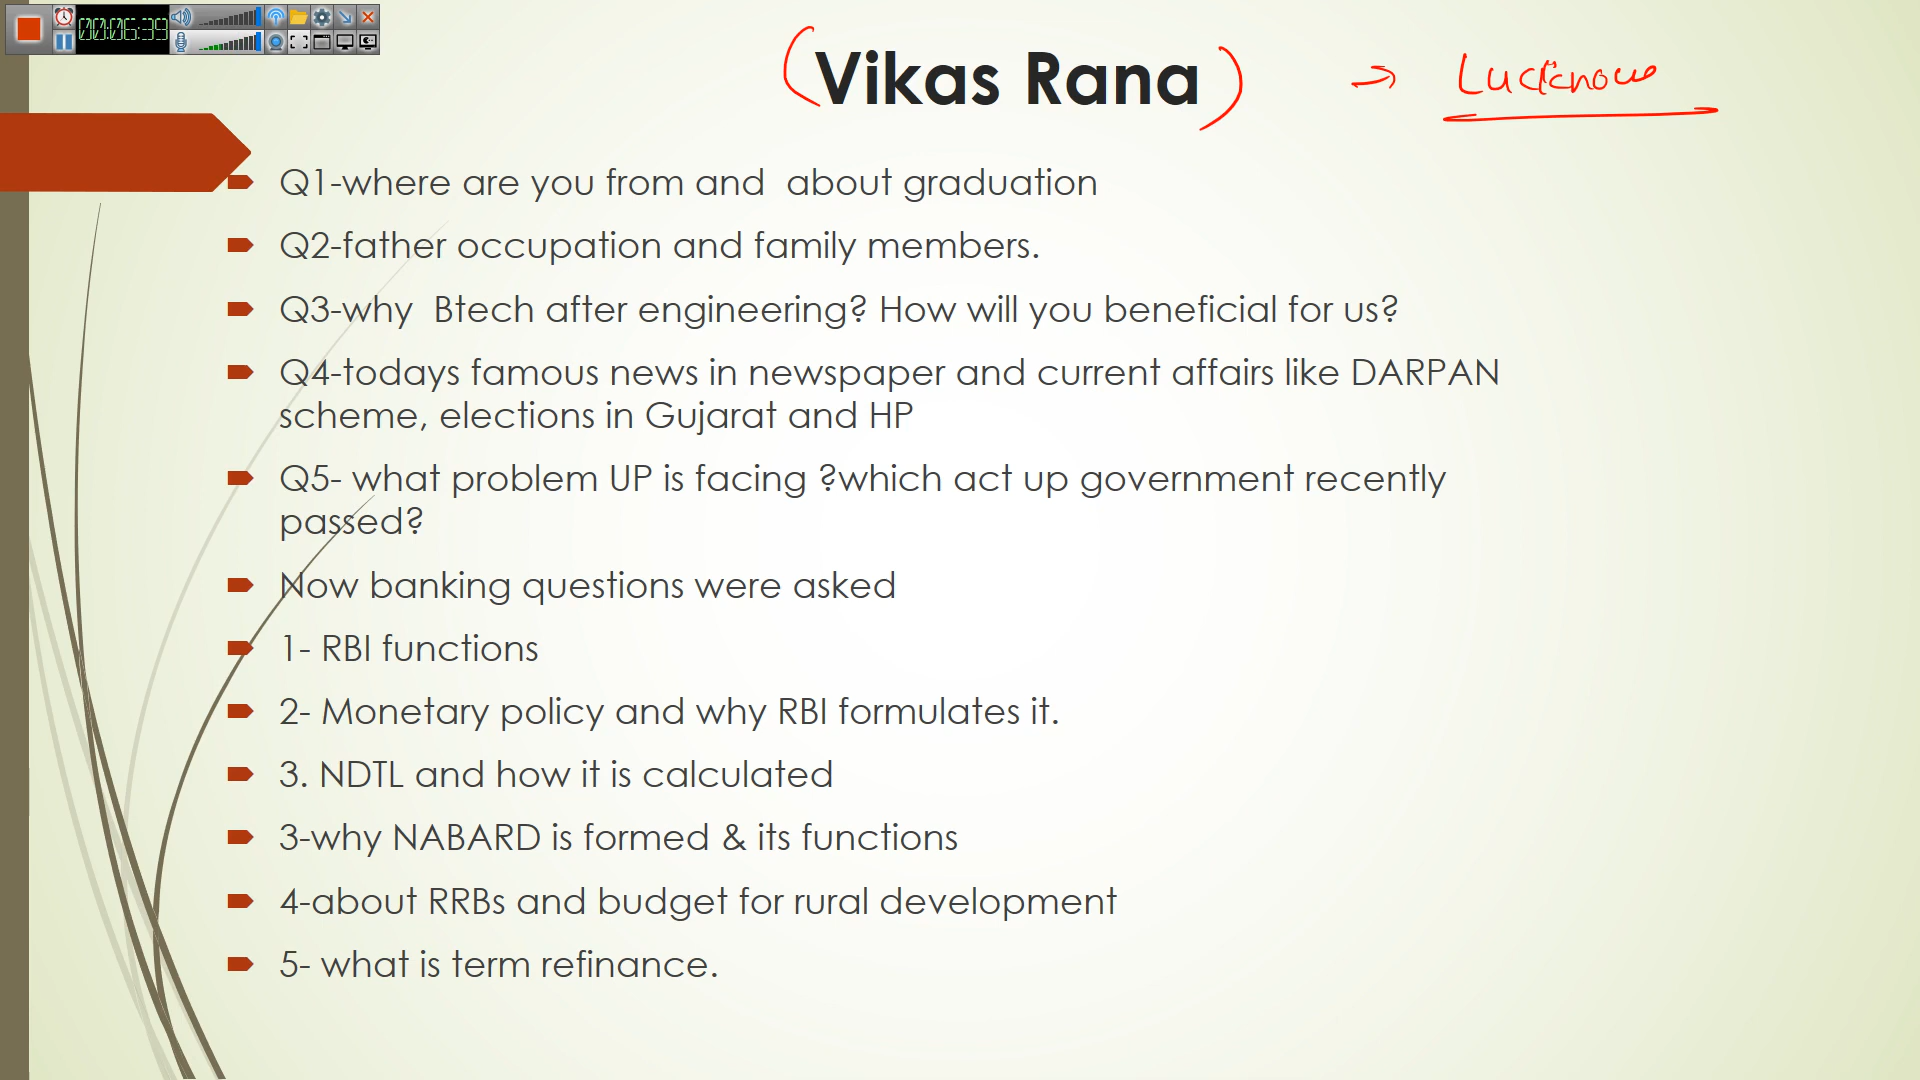 00:06:39
Vikas Rana
Q1-where are you from and about graduation
Q2-father occupation and family members.
Q3-why Btech after engineering? How will you beneficial for us?
Q4-todays famous news in newspaper and current affairs like DARPAN
scheme, elections in Gujarat and HP
Q5- what problem UP is facing ?which act up government recently
passed?
Now banking questions were asked
1- RBI functions
2- Monetary policy and why RBI formulates it.
3. NDTL and how it is calculated
3-why NABARD is formed & its functions
4-about RRBs and budget for rural development
5- what is term refinance.